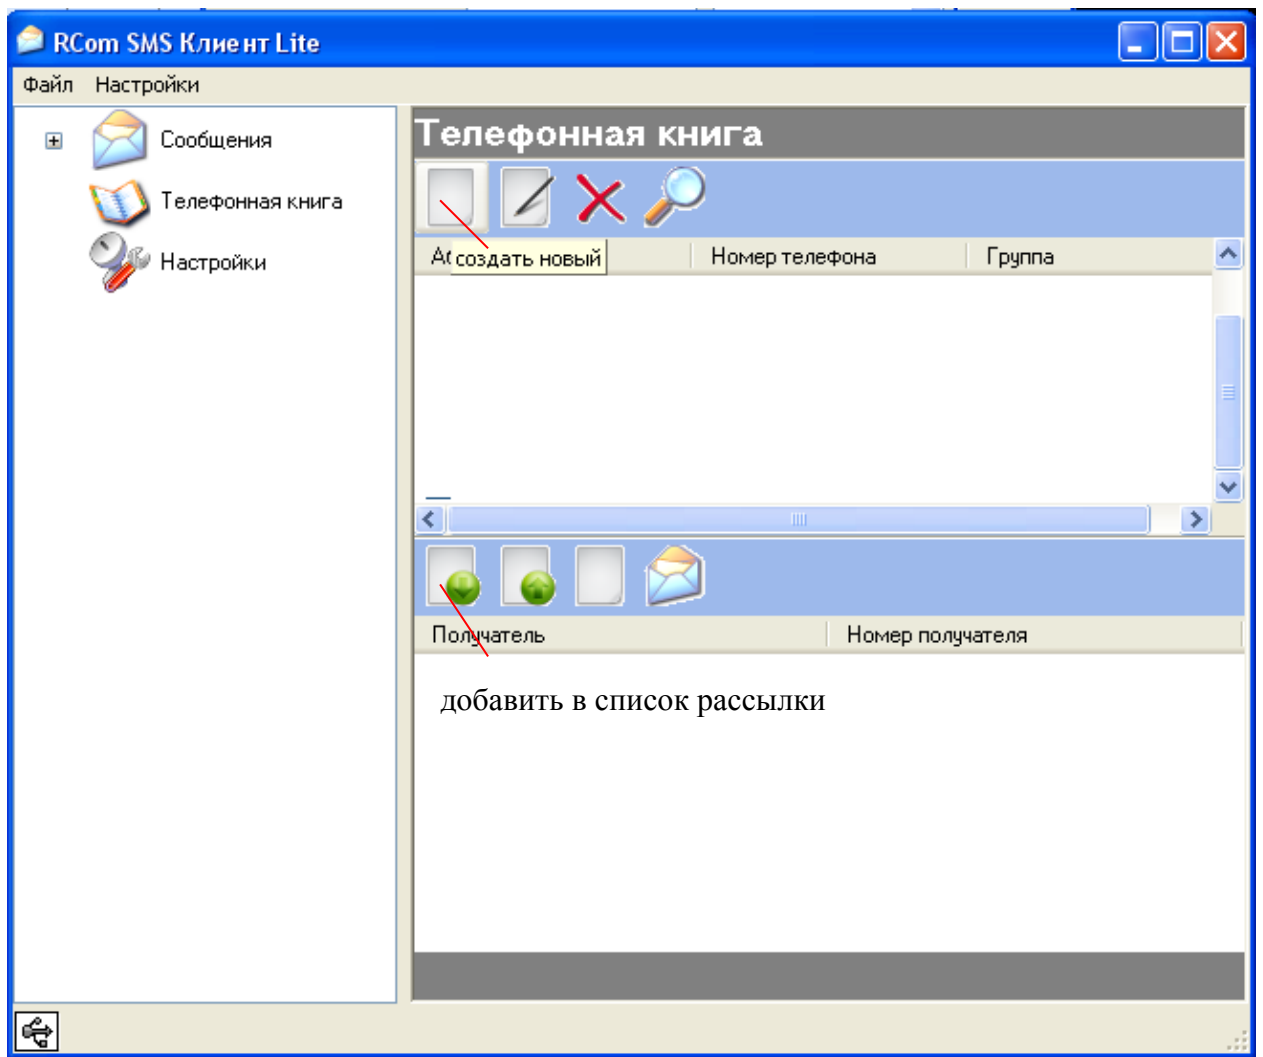 RCom SMS Клиент Lite
Файл Настройки
Сообщения
Телефонная книга
Настройки
Телефонная книга
создать новый
Номер телефона Группа
Получатель Номер получателя
добавить в список рассылки